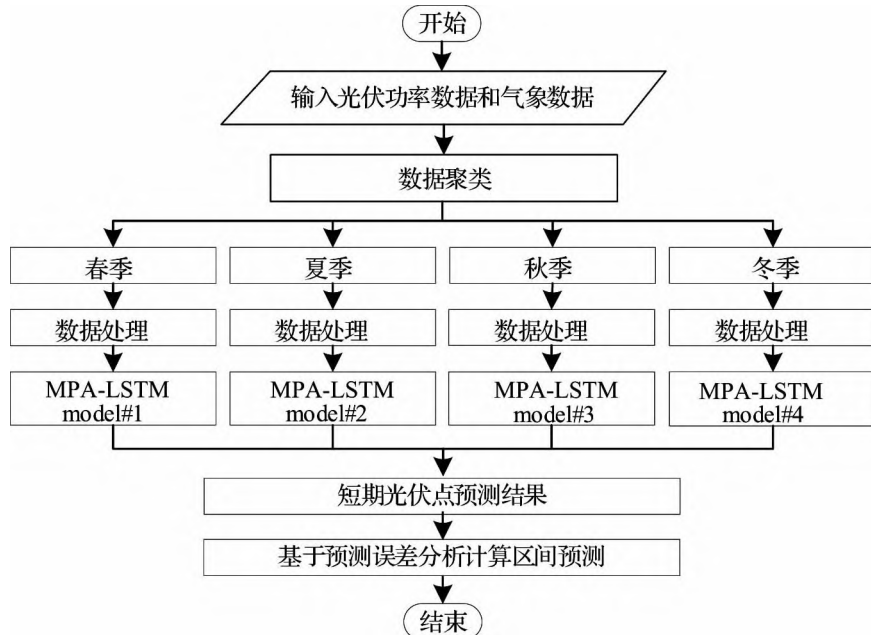 开始
输入光伏功率数据和气象数据
数据聚类
春季
夏季
秋季
冬季
数据处理
数据处理
数据处理
数据处理
MPA-LSTM
model#1
MPA-LSTM
model#2
MPA-LSTM
model#3
MPA-LSTM
model#4
短期光伏点预测结果
基于预测误差分析计算区间预测
结束